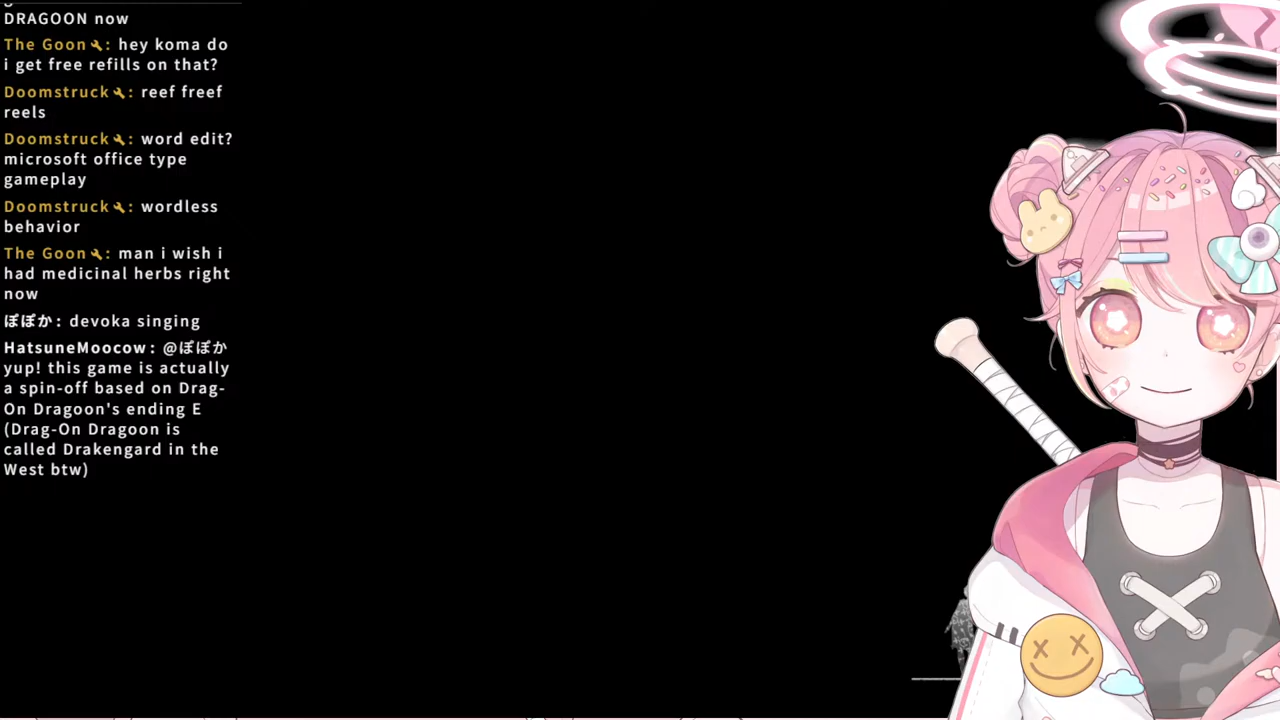 DRAGOON now
The Goon: hey koma do
i get free refills on that?
Doomstruck: reef freef
reels
Doomstruck: word edit?
microsoft office type
gameplay
Doomstruck: wordless
behavior
The Goon: man i wish i
had medicinal herbs right
now
ぽぽか: devoka singing
HatsuneMoocow: @ぽぽか
yup! this game is actually
a spin-off based on Drag-
On Dragoon's ending E
(Drag-On Dragoon is
called Drakengard in the
West btw)